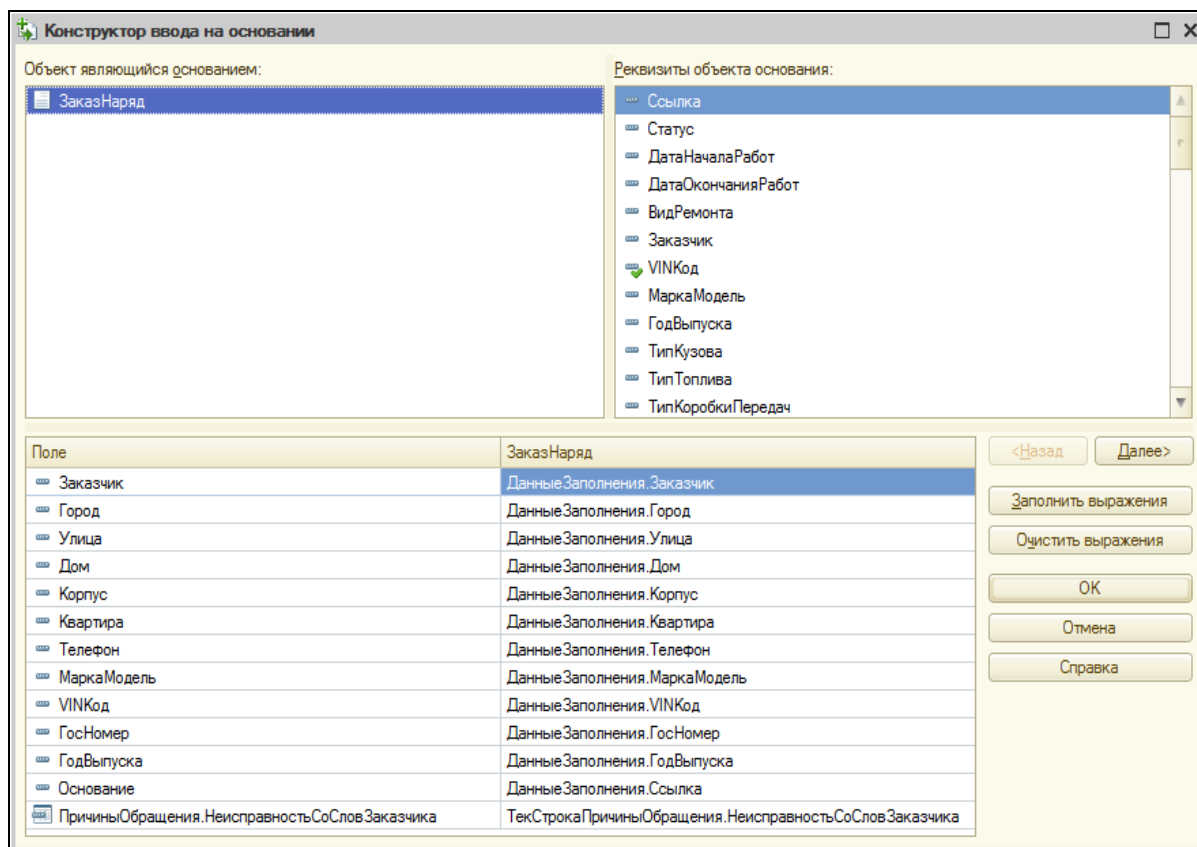 Конструктор ввода на основании
Объект являющийся основанием:
Реквизиты объекта основания:
ЗаказНаряд
Ссылка
Статус
ДатаНачалаРабот
ДатаОкончанияРабот
ВидРемонта
Заказчик
VINКод
МаркаМодель
ГодВыпуска
ТипКузова
ТипТоплива
ТипКоробкиПередач
Поле ЗаказНаряд
Заказчик ДанныеЗаполнения.Заказчик
Город ДанныеЗаполнения.Город
Улица ДанныеЗаполнения.Улица
Дом ДанныеЗаполнения.Дом
Корпус ДанныеЗаполнения.Корпус
Квартира ДанныеЗаполнения.Квартира
Телефон ДанныеЗаполнения.Телефон
МаркаМодель ДанныеЗаполнения.МаркаМодель
VINКод ДанныеЗаполнения.VINКод
ГосНомер ДанныеЗаполнения.ГосНомер
ГодВыпуска ДанныеЗаполнения.ГодВыпуска
Основание ДанныеЗаполнения.Ссылка
ПричиныОбращения.НеисправностьСоСловЗаказчика ТекСтрокаПричиныОбращения.НеисправностьСоСловЗаказчика
<Назад Далее>
Заполнить выражения
Очистить выражения
ОК
Отмена
Справка